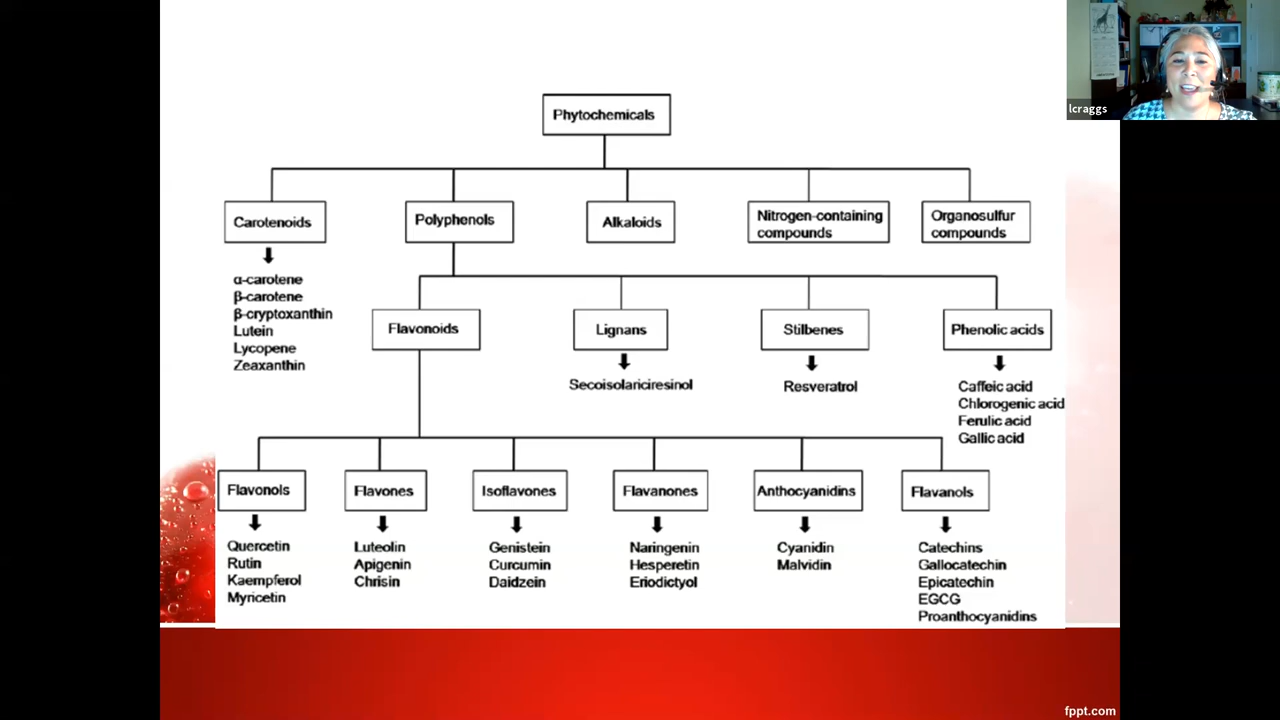 lcraggs
Phytochemicals
Carotenoids
Polyphenols
Alkaloids
Nitrogen-containing
compounds
Organosulfur
compounds
α-carotene
β-carotene
β-cryptoxanthin
Lutein
Lycopene
Zeaxanthin
Flavonoids
Lignans
Stilbenes
Phenolic acids
Secoisolariciresinol
Resveratrol
Caffeic acid
Chlorogenic acid
Ferulic acid
Gallic acid
Flavonols
Flavones
Isoflavones
Flavanones
Anthocyanidins
Flavanols
Quercetin
Rutin
Kaempferol
Myricetin
Luteolin
Apigenin
Chrisin
Genistein
Curcumin
Daidzein
Naringenin
Hesperetin
Eriodictyol
Cyanidin
Malvidin
Catechins
Gallocatechin
Epicatechin
EGCG
Proanthocyanidins
fppt.com